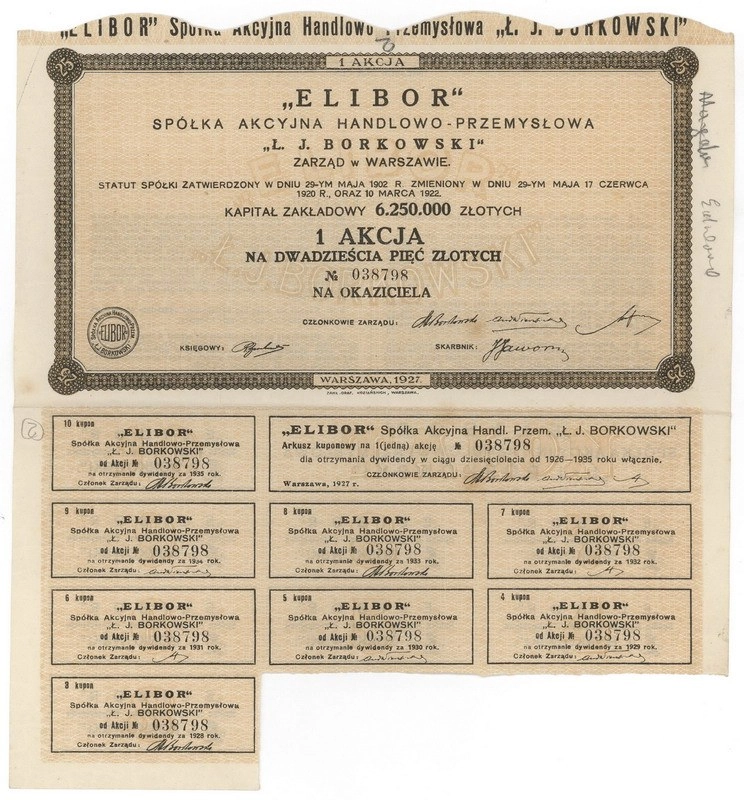 „ELIBOR" Spółka Akcyjna Handlowo-Przemysłowa „Ł. J. BORKOWSKI"
2
1 AKCJA
25
25
„ELIBOR"
SPÓŁKA AKCYJNA HANDLOWO-PRZEMYSŁOWA
„Ł. J. BORKOWSKI"
ZARZĄD w WARSZAWIE.
STATUT SPÓŁKI ZATWIERDZONY W DNIU 29-YM MAJA 1902 R. ZMIENIONY W DNIU 29-YM MAJA 17 CZERWCA
1920 R., ORAZ 10 MARCA 1922.
KAPITAŁ ZAKŁADOWY 6.250.000 ZŁOTYCH
1 AKCJA
NA DWADZIEŚCIA PIĘĆ ZŁOTYCH
№ 038798
NA OKAZICIELA
CZŁONKOWIE ZARZĄDU:
KSIĘGOWY:
SKARBNIK:
ELIBOR
Ł.J. BORKOWSKI
25
25
WARSZAWA, 1927.
Edward
2
10 kupon
„ELIBOR"
Spółka Akcyjna Handlowo-Przemysłowa
„Ł. J. BORKOWSKI"
od Akcji № 038798
na otrzymanie dywidendy za 1935 rok.
Członek Zarządu:
„ELIBOR" Spółka Akcyjna Handl. Przem. „Ł. J. BORKOWSKI"
Arkusz kuponowy na 1(jedną) akcję № 038798
dla otrzymania dywidendy w ciągu dziesięciolecia od 1926—1935 roku włącznie.
CZŁONKOWIE ZARZĄDU:
Warszawa, 1927 r.
9 kupon
„ELIBOR"
Spółka Akcyjna Handlowo-Przemysłowa
„Ł. J. BORKOWSKI"
od Akcji № 038798
na otrzymanie dywidendy za 1934 rok.
Członek Zarządu:
8 kupon
„ELIBOR"
Spółka Akcyjna Handlowo-Przemysłowa
„Ł. J. BORKOWSKI"
od Akcji № 038798
na otrzymanie dywidendy za 1933 rok.
Członek Zarządu:
7 kupon
„ELIBOR"
Spółka Akcyjna Handlowo-Przemysłowa
„Ł. J. BORKOWSKI"
od Akcji № 038798
na otrzymanie dywidendy za 1932 rok.
Członek Zarządu:
6 kupon
„ELIBOR"
Spółka Akcyjna Handlowo-Przemysłowa
„Ł. J. BORKOWSKI"
od Akcji № 038798
na otrzymanie dywidendy za 1931 rok.
Członek Zarządu:
5 kupon
„ELIBOR"
Spółka Akcyjna Handlowo-Przemysłowa
„Ł. J. BORKOWSKI"
od Akcji № 038798
na otrzymanie dywidendy za 1930 rok.
Członek Zarządu:
4 kupon
„ELIBOR"
Spółka Akcyjna Handlowo-Przemysłowa
„Ł. J. BORKOWSKI"
od Akcji № 038798
na otrzymanie dywidendy za 1929 rok.
Członek Zarządu:
3 kupon
„ELIBOR"
Spółka Akcyjna Handlowo-Przemysłowa
„Ł. J. BORKOWSKI"
od Akcji № 038798
na otrzymanie dywidendy za 1928 rok.
Członek Zarządu: